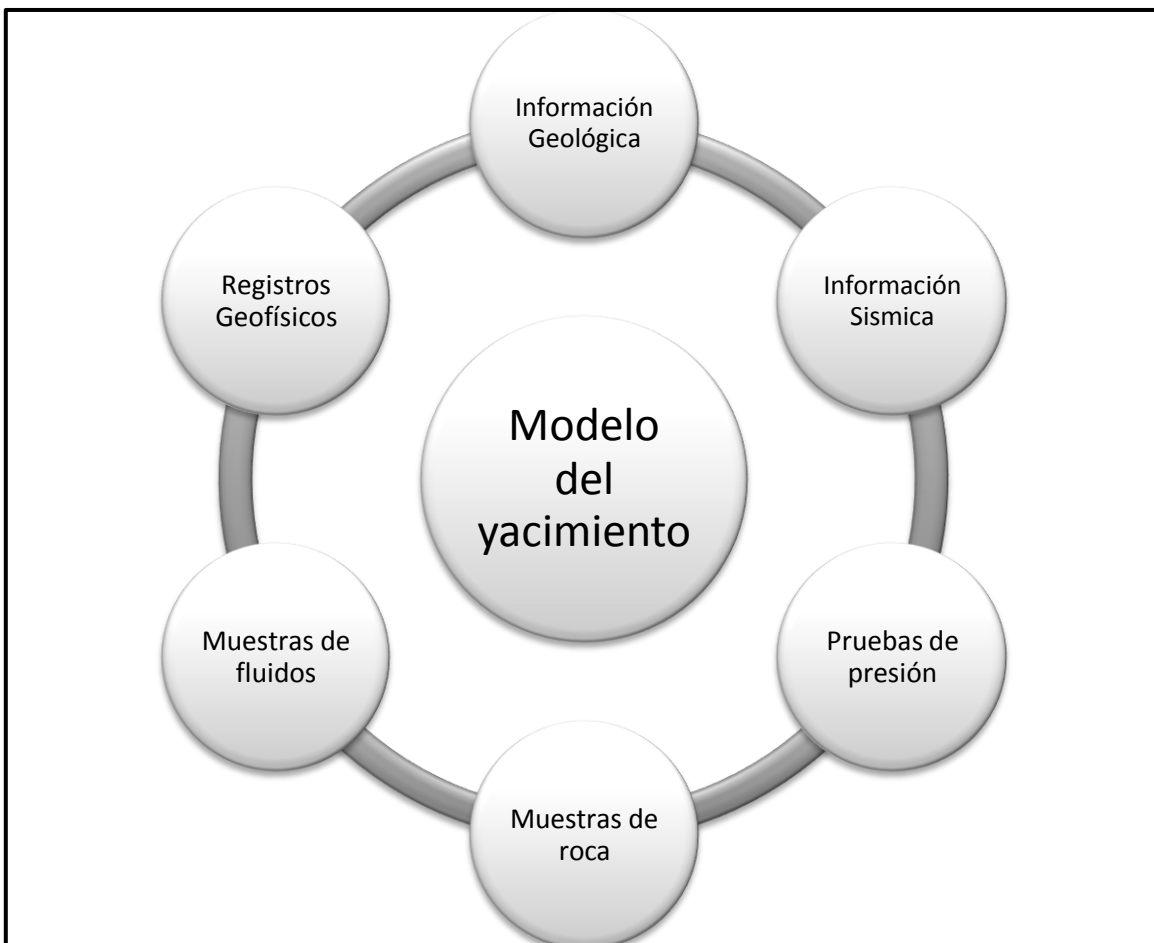 Información
Geológica
Información
Sismica
Registros
Geofísicos
Modelo
del
yacimiento
Muestras de
fluidos
Pruebas de
presión
Muestras de
roca